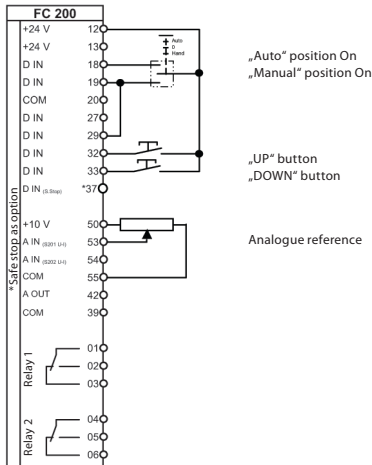 FC 200
+24 V 12
+24 V 13
D IN 18
D IN 19
COM 20
D IN 27
D IN 29
D IN 32
D IN 33
D IN (S.Stop) *37
+10 V 50
A IN (S201 U-I) 53
A IN (S202 U-I) 54
COM 55
A OUT 42
COM 39
* Safe stop as option
Relay 1
01
02
03
Relay 2
04
05
06
Auto
0
Hand
„Auto“ position On
„Manual“ position On
„UP“ button
„DOWN“ button
Analogue reference